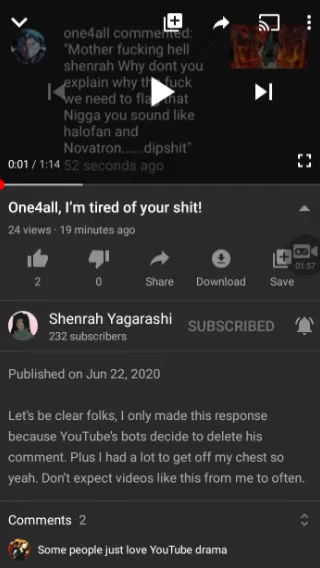 one4all commented:
"Mother fucking hell
shenrah Why dont you
explain why the fuck
we need to flag that
Nigga you sound like
halofan and
Novatron......dipshit"
52 seconds ago
0:01 / 1:14
One4all, I'm tired of your shit!
24 views · 19 minutes ago
2
0
Share
Download
Save
01:57
Shenrah Yagarashi
232 subscribers
SUBSCRIBED
Published on Jun 22, 2020
Let's be clear folks, I only made this response
because YouTube's bots decide to delete his
comment. Plus I had a lot to get off my chest so
yeah. Don't expect videos like this from me to often.
Comments 2
Some people just love YouTube drama